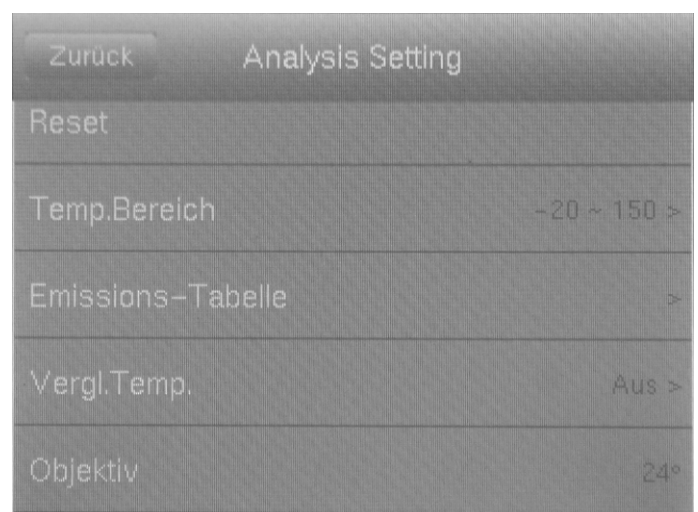 Zurück Analysis Setting
Reset
Temp.Bereich -20 ~ 150 >
Emissions-Tabelle >
Vergl.Temp. Aus >
Objektiv 24°